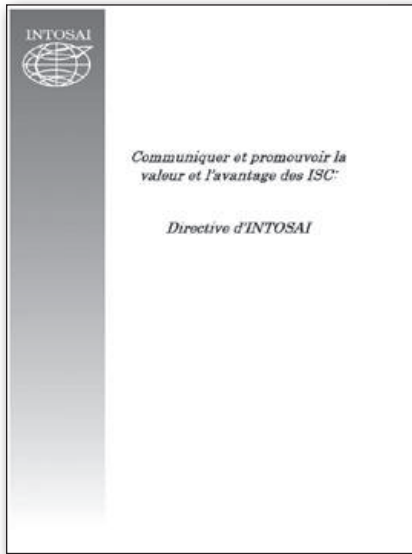 INTOSAI
Communiquer et promouvoir la
valeur et l'avantage des ISC:
Directive d'INTOSAI